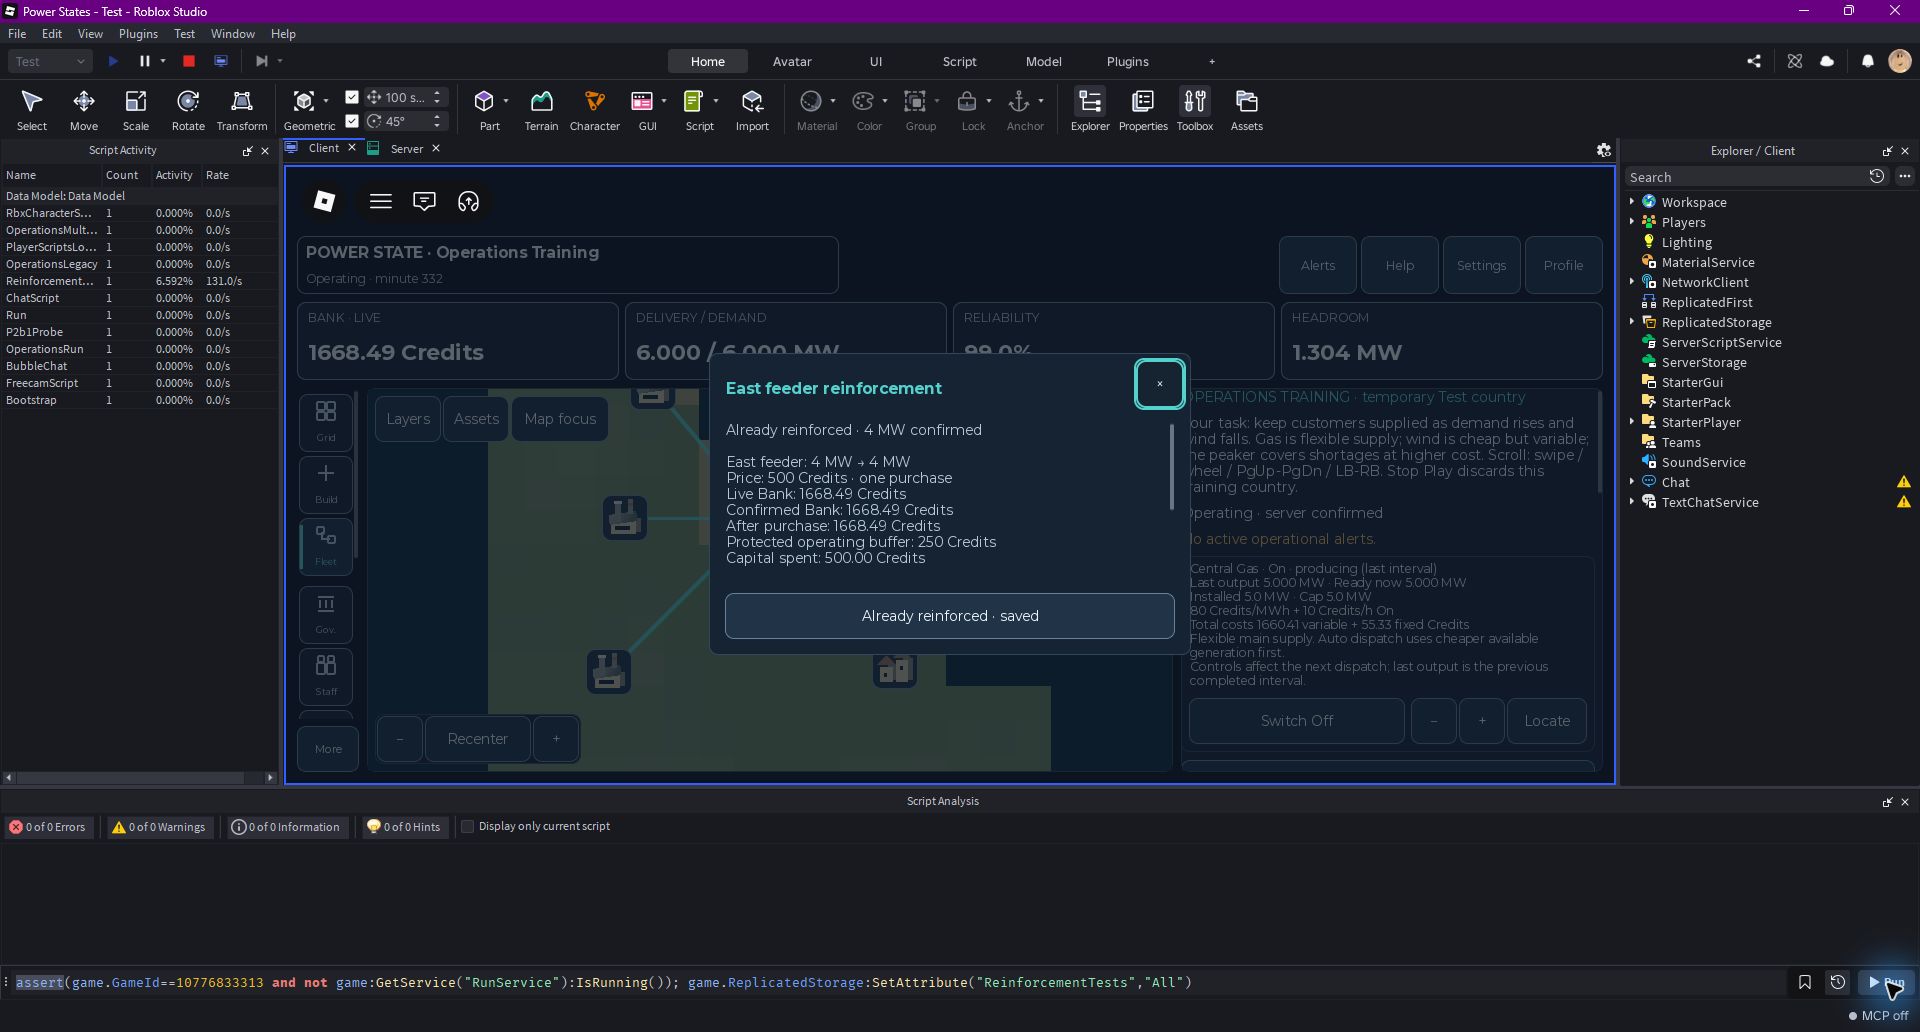 Power States - Test - Roblox Studio
File Edit View Plugins Test Window Help
Test
Home Avatar UI Script Model Plugins +
100 s...
45°
Select Move Scale Rotate Transform Geometric Part Terrain Character GUI Script Import Material Color Group Lock Anchor Explorer Properties Toolbox Assets
Script Activity
Name Count Activity Rate
Data Model: Data Model
RbxCharacterS... 1 0.000% 0.0/s
OperationsMult... 1 0.000% 0.0/s
PlayerScriptsLo... 1 0.000% 0.0/s
OperationsLegacy 1 0.000% 0.0/s
Reinforcement... 1 6.592% 131.0/s
ChatScript 1 0.000% 0.0/s
Run 1 0.000% 0.0/s
P2b1Probe 1 0.000% 0.0/s
OperationsRun 1 0.000% 0.0/s
BubbleChat 1 0.000% 0.0/s
FreecamScript 1 0.000% 0.0/s
Bootstrap 1 0.000% 0.0/s
Client Server
POWER STATE · Operations Training
Operating · minute 332
Alerts Help Settings Profile
BANK · LIVE
1668.49 Credits
DELIVERY / DEMAND
6.000 / 6.000 MW
RELIABILITY
99.0%
HEADROOM
1.304 MW
Grid
Build
Fleet
Gov.
Staff
More
Layers Assets Map focus
- Recenter +
East feeder reinforcement
×
Already reinforced · 4 MW confirmed
East feeder: 4 MW → 4 MW
Price: 500 Credits · one purchase
Live Bank: 1668.49 Credits
Confirmed Bank: 1668.49 Credits
After purchase: 1668.49 Credits
Protected operating buffer: 250 Credits
Capital spent: 500.00 Credits
Already reinforced · saved
OPERATIONS TRAINING · temporary Test country
our task: keep customers supplied as demand rises and
wind falls. Gas is flexible supply; wind is cheap but variable;
he peaker covers shortages at higher cost. Scroll: swipe /
wheel / PgUp-PgDn / LB-RB. Stop Play discards this
raining country.
perating · server confirmed
No active operational alerts.
Central Gas · On · producing (last interval)
Last output 5.000 MW · Ready now 5.000 MW
Installed 5.0 MW · Cap 5.0 MW
80 Credits/MWh + 10 Credits/h On
Total costs 1660.41 variable + 55.33 fixed Credits
Flexible main supply. Auto dispatch uses cheaper available
generation first.
Controls affect the next dispatch; last output is the previous
completed interval.
Switch Off - + Locate
Explorer / Client
Search
Workspace
Players
Lighting
MaterialService
NetworkClient
ReplicatedFirst
ReplicatedStorage
ServerScriptService
ServerStorage
StarterGui
StarterPack
StarterPlayer
Teams
SoundService
Chat
TextChatService
Script Analysis
0 of 0 Errors 0 of 0 Warnings 0 of 0 Information 0 of 0 Hints Display only current script
assert(game.GameId==10776833313 and not game:GetService("RunService"):IsRunning()); game.ReplicatedStorage:SetAttribute("ReinforcementTests","All")
MCP off